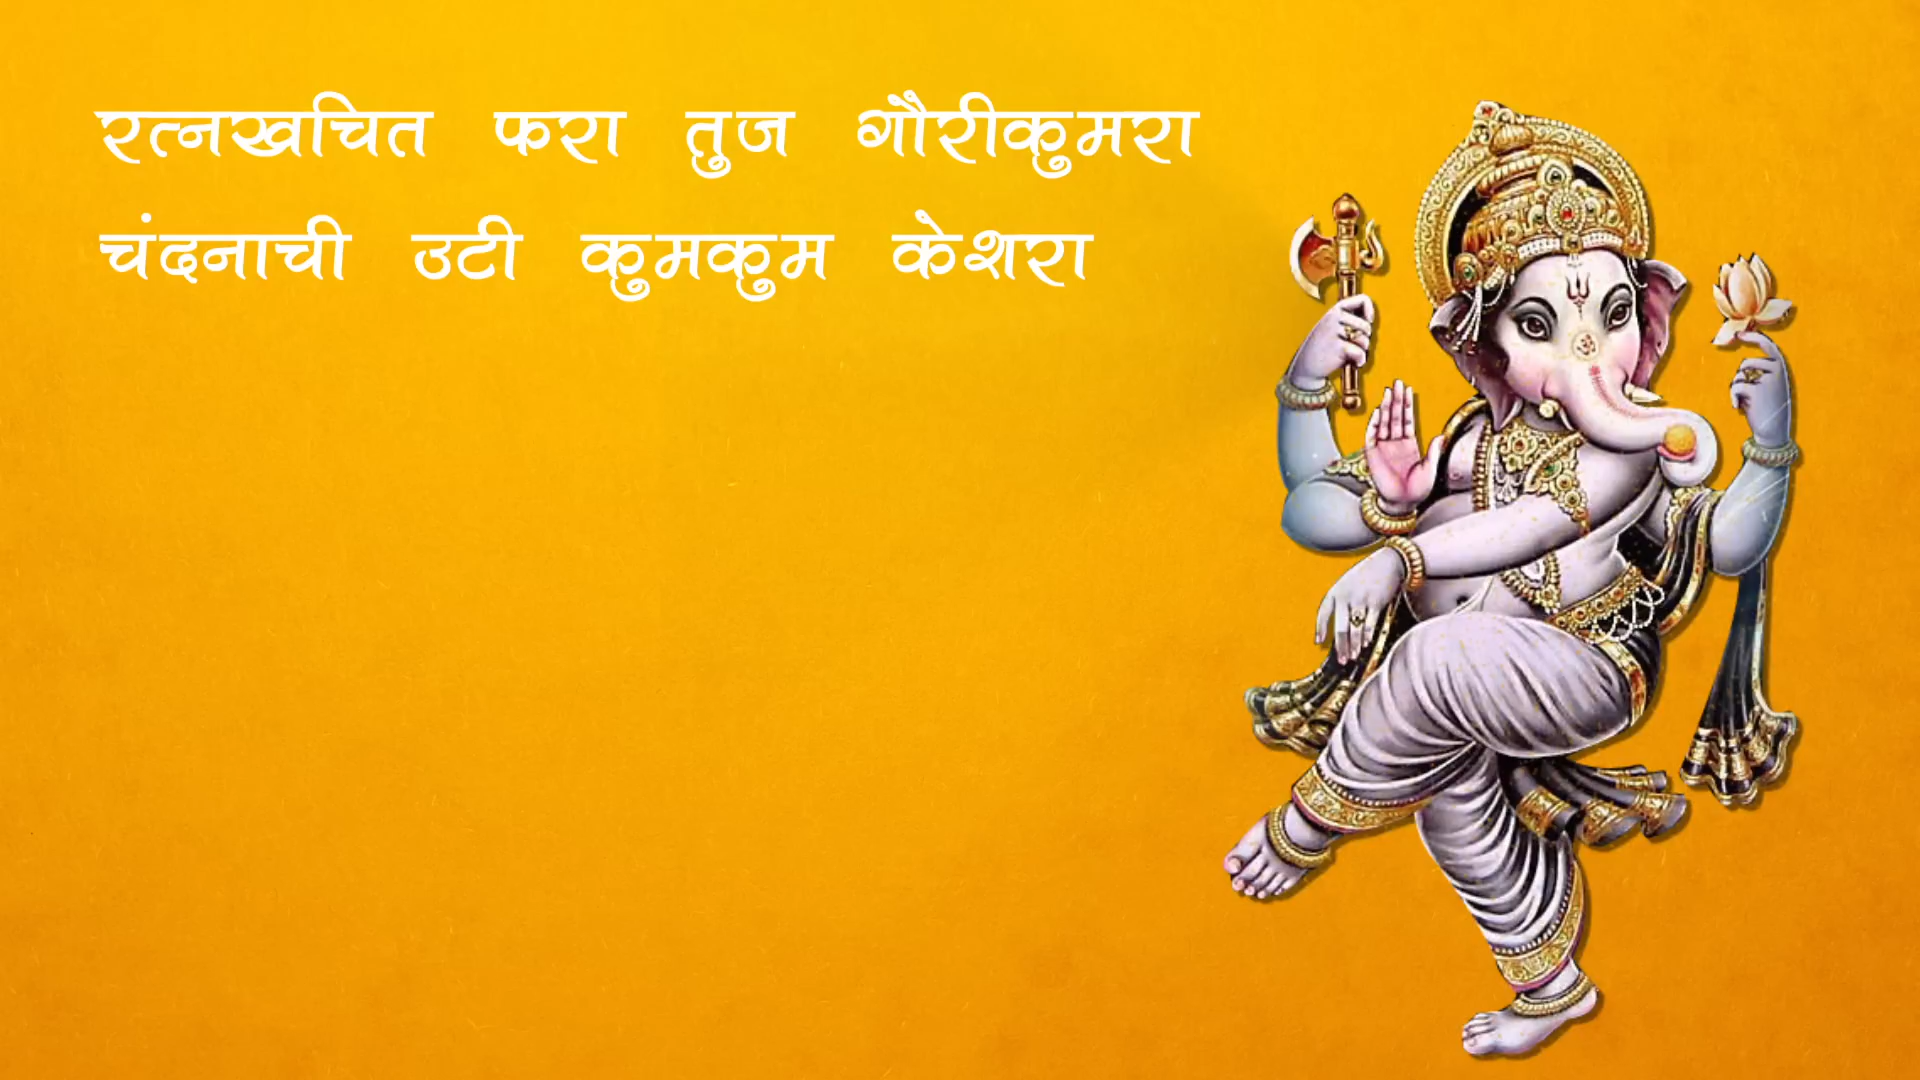 रत्नखचित फरा तुज गौरीकुमरा
चंदनाची उटी कुमकुम केशरा